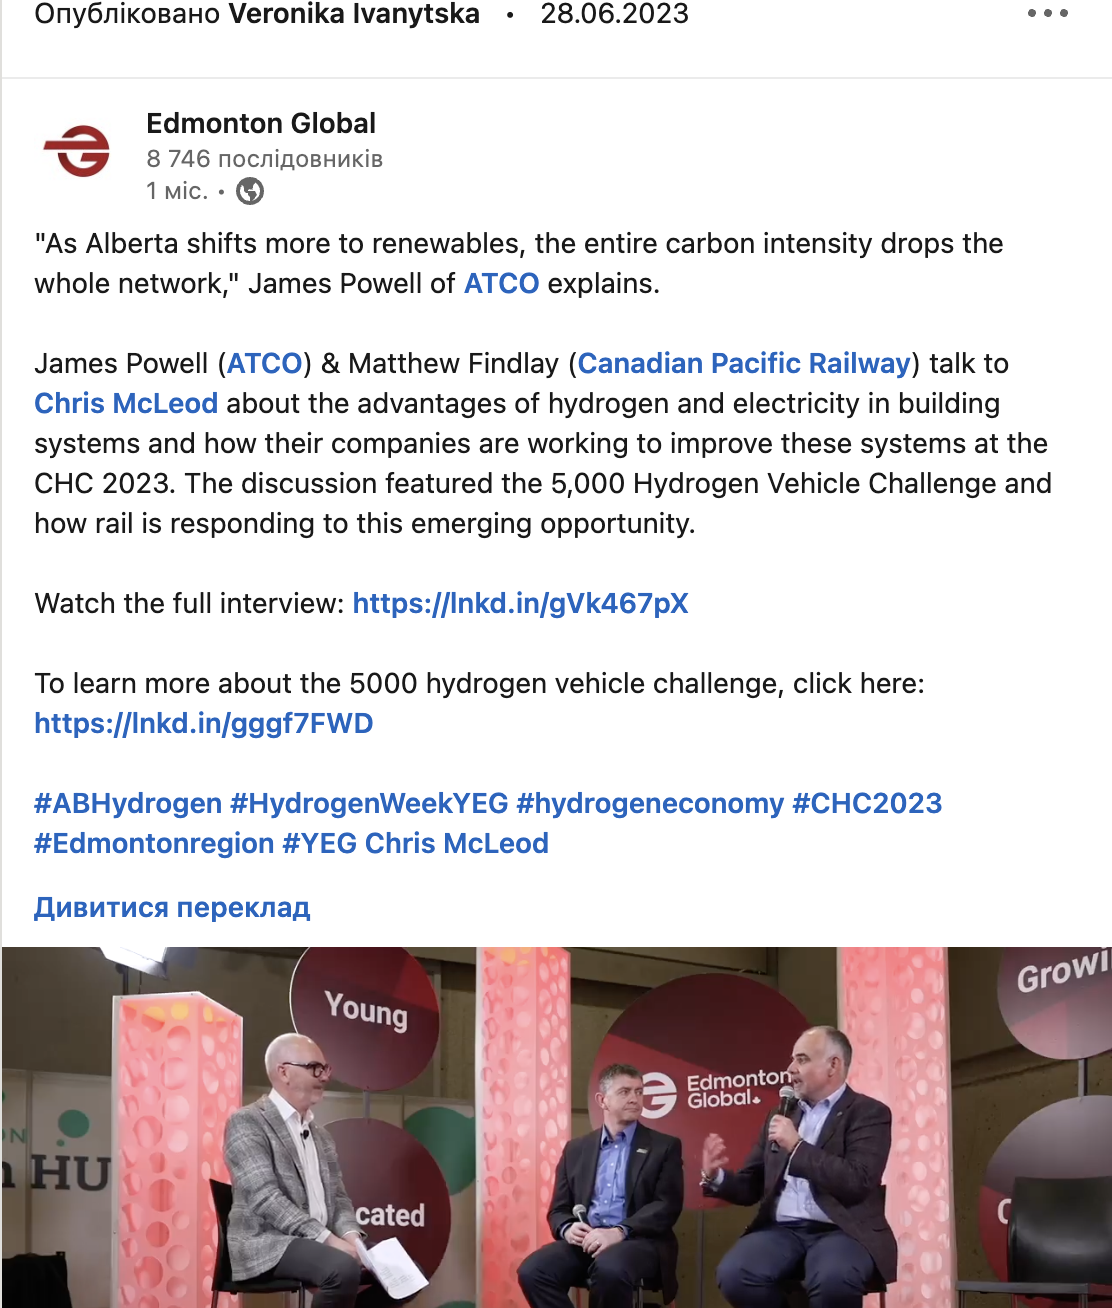 Опубліковано Veronika Ivanytska • 28.06.2023
Edmonton Global
8 746 послідовників
1 міс. •
"As Alberta shifts more to renewables, the entire carbon intensity drops the
whole network," James Powell of ATCO explains.
James Powell (ATCO) & Matthew Findlay (Canadian Pacific Railway) talk to
Chris McLeod about the advantages of hydrogen and electricity in building
systems and how their companies are working to improve these systems at the
CHC 2023. The discussion featured the 5,000 Hydrogen Vehicle Challenge and
how rail is responding to this emerging opportunity.
Watch the full interview: https://lnkd.in/gVk467pX
To learn more about the 5000 hydrogen vehicle challenge, click here:
https://lnkd.in/gggf7FWD
#ABHydrogen #HydrogenWeekYEG #hydrogeneconomy #CHC2023
#Edmontonregion #YEG Chris McLeod
Дивитися переклад
Young
Growi
Edmonton
Global
HU
cated